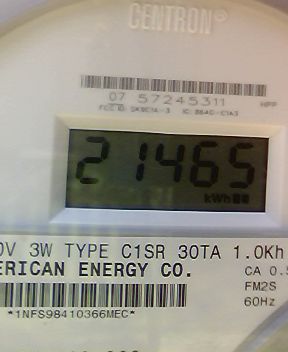 CENTRON®
07 57245311
21465
kWh
0V 3W TYPE C1SR 30TA 1.0Kh
ERICAN ENERGY CO.
CA 0.5
FM2S
60Hz
*1NFS98410366MEC*